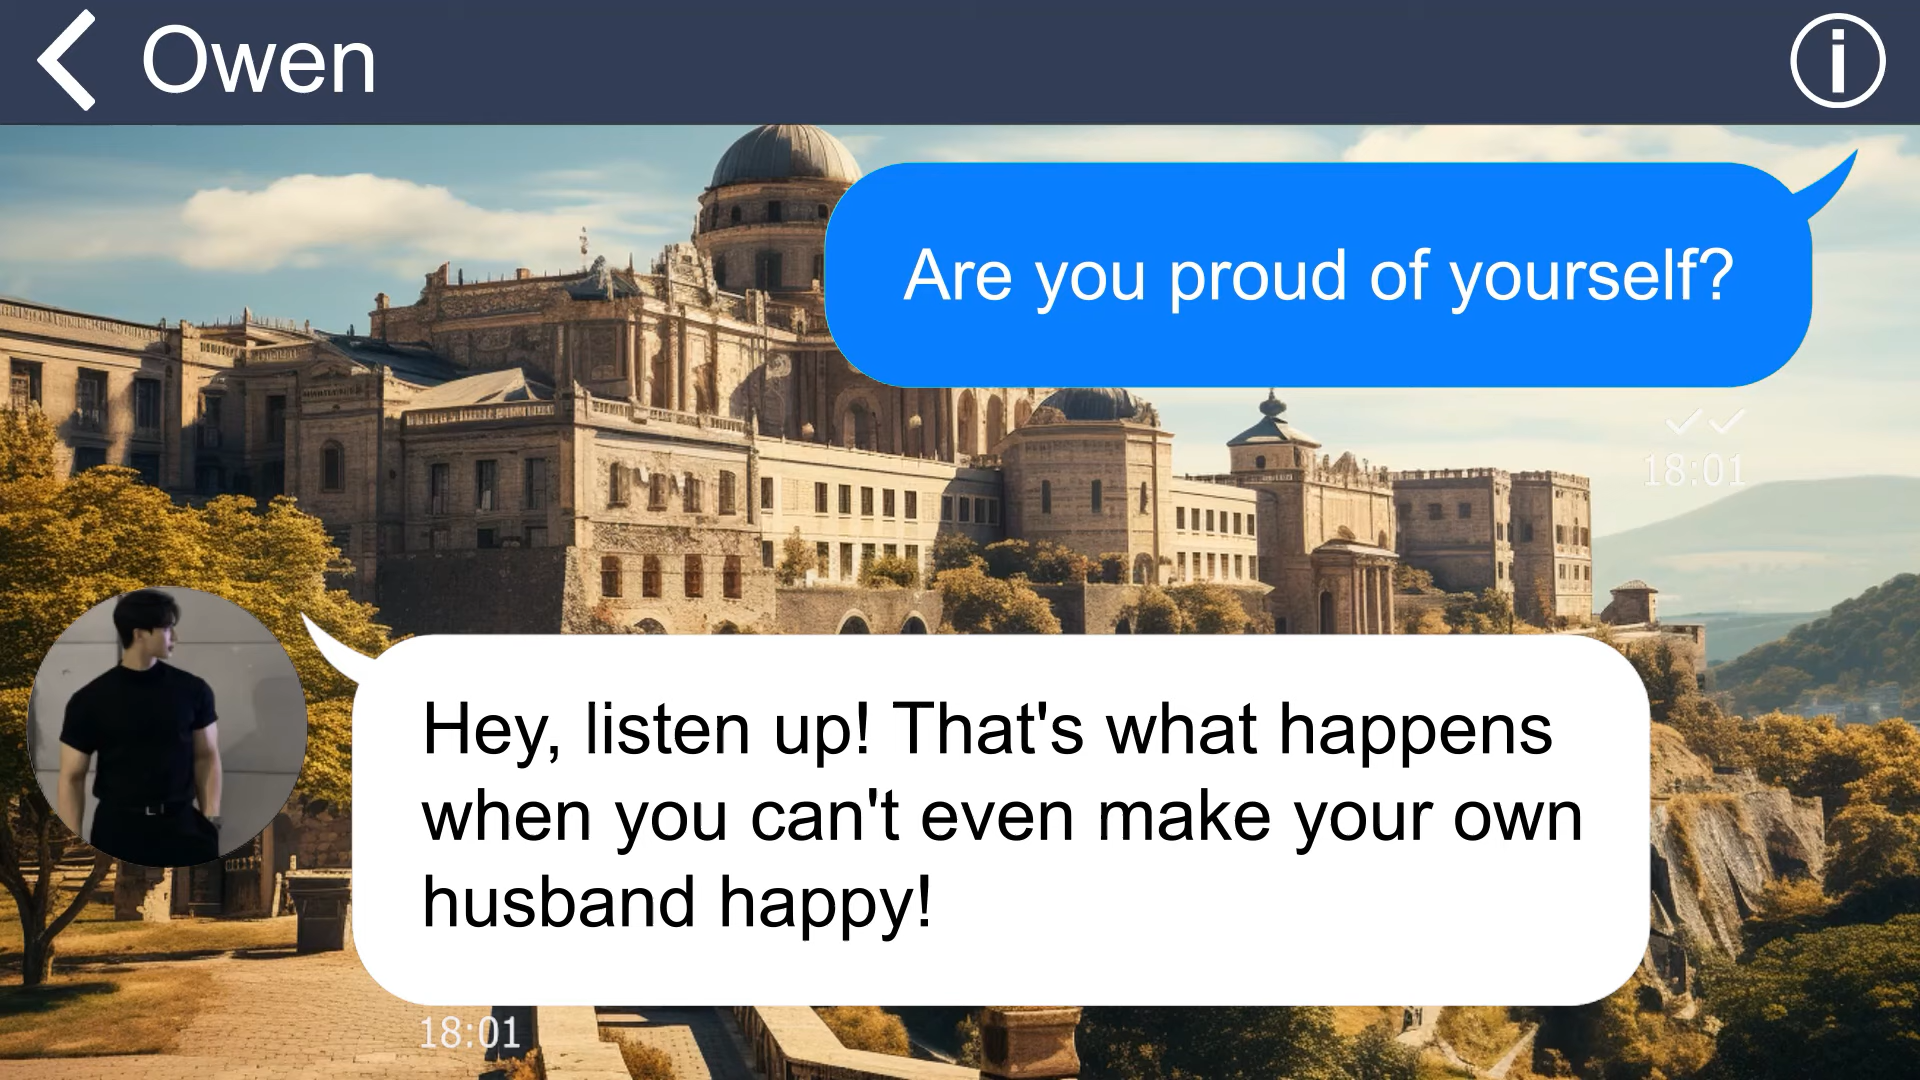 Owen
Are you proud of yourself?
18:01
Hey, listen up! That's what happens
when you can't even make your own
husband happy!
18:01